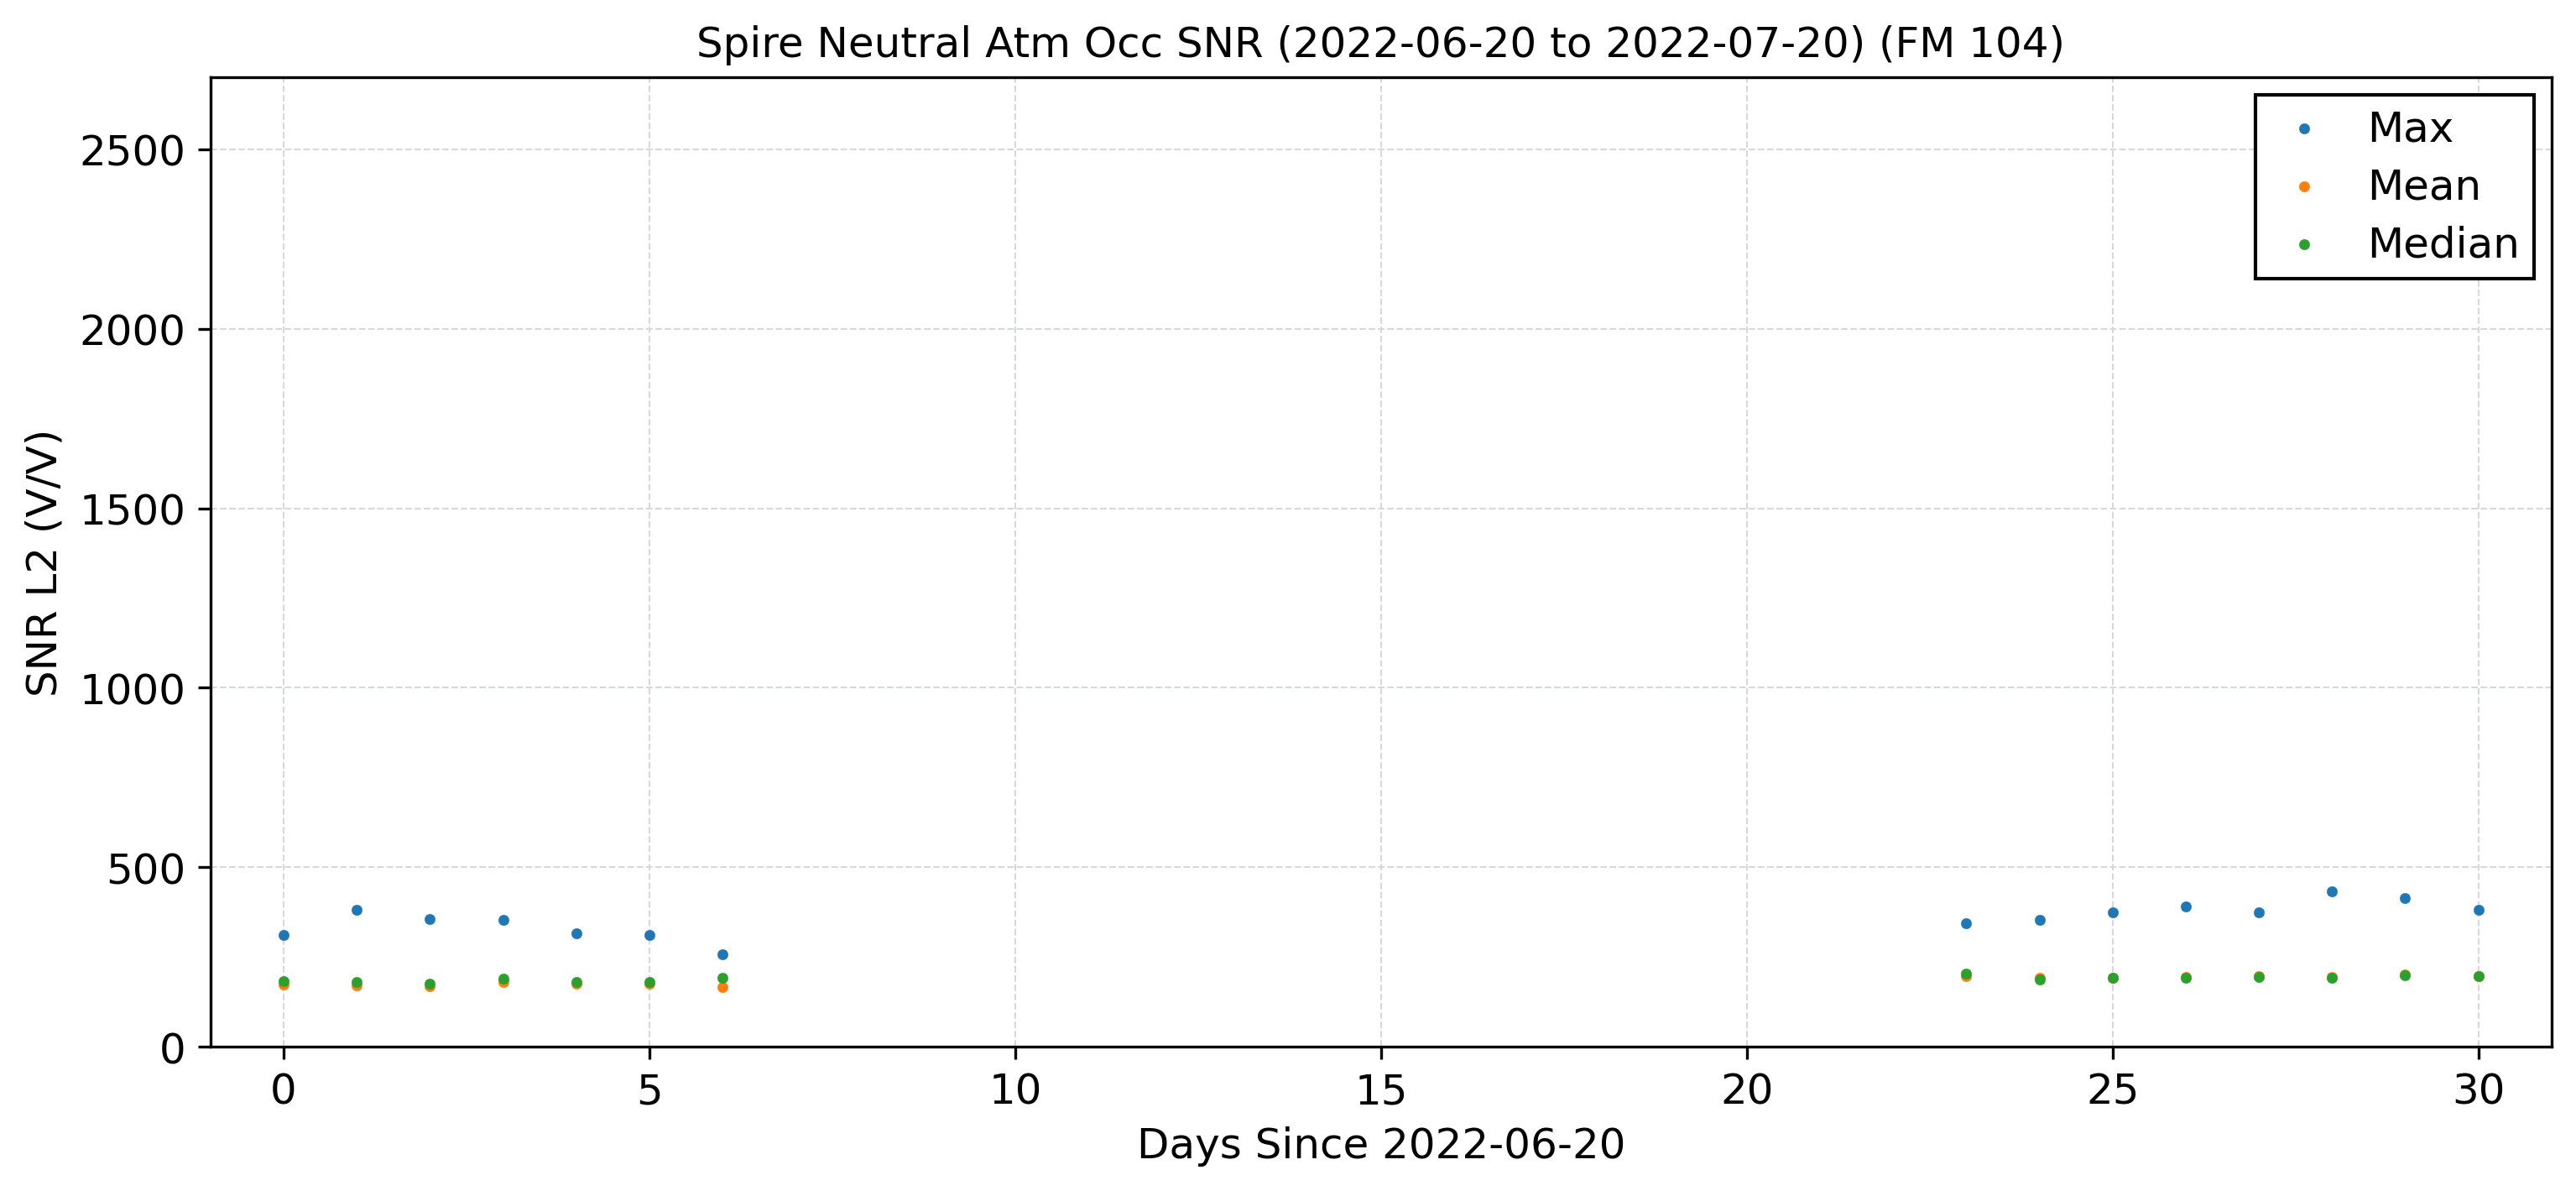 Spire Neutral Atm Occ SNR (2022-06-20 to 2022-07-20) (FM 104)
Max
Mean
Median
SNR L2 (V/V)
2500
2000
1500
1000
500
0
0 5 10 15 20 25 30
Days Since 2022-06-20